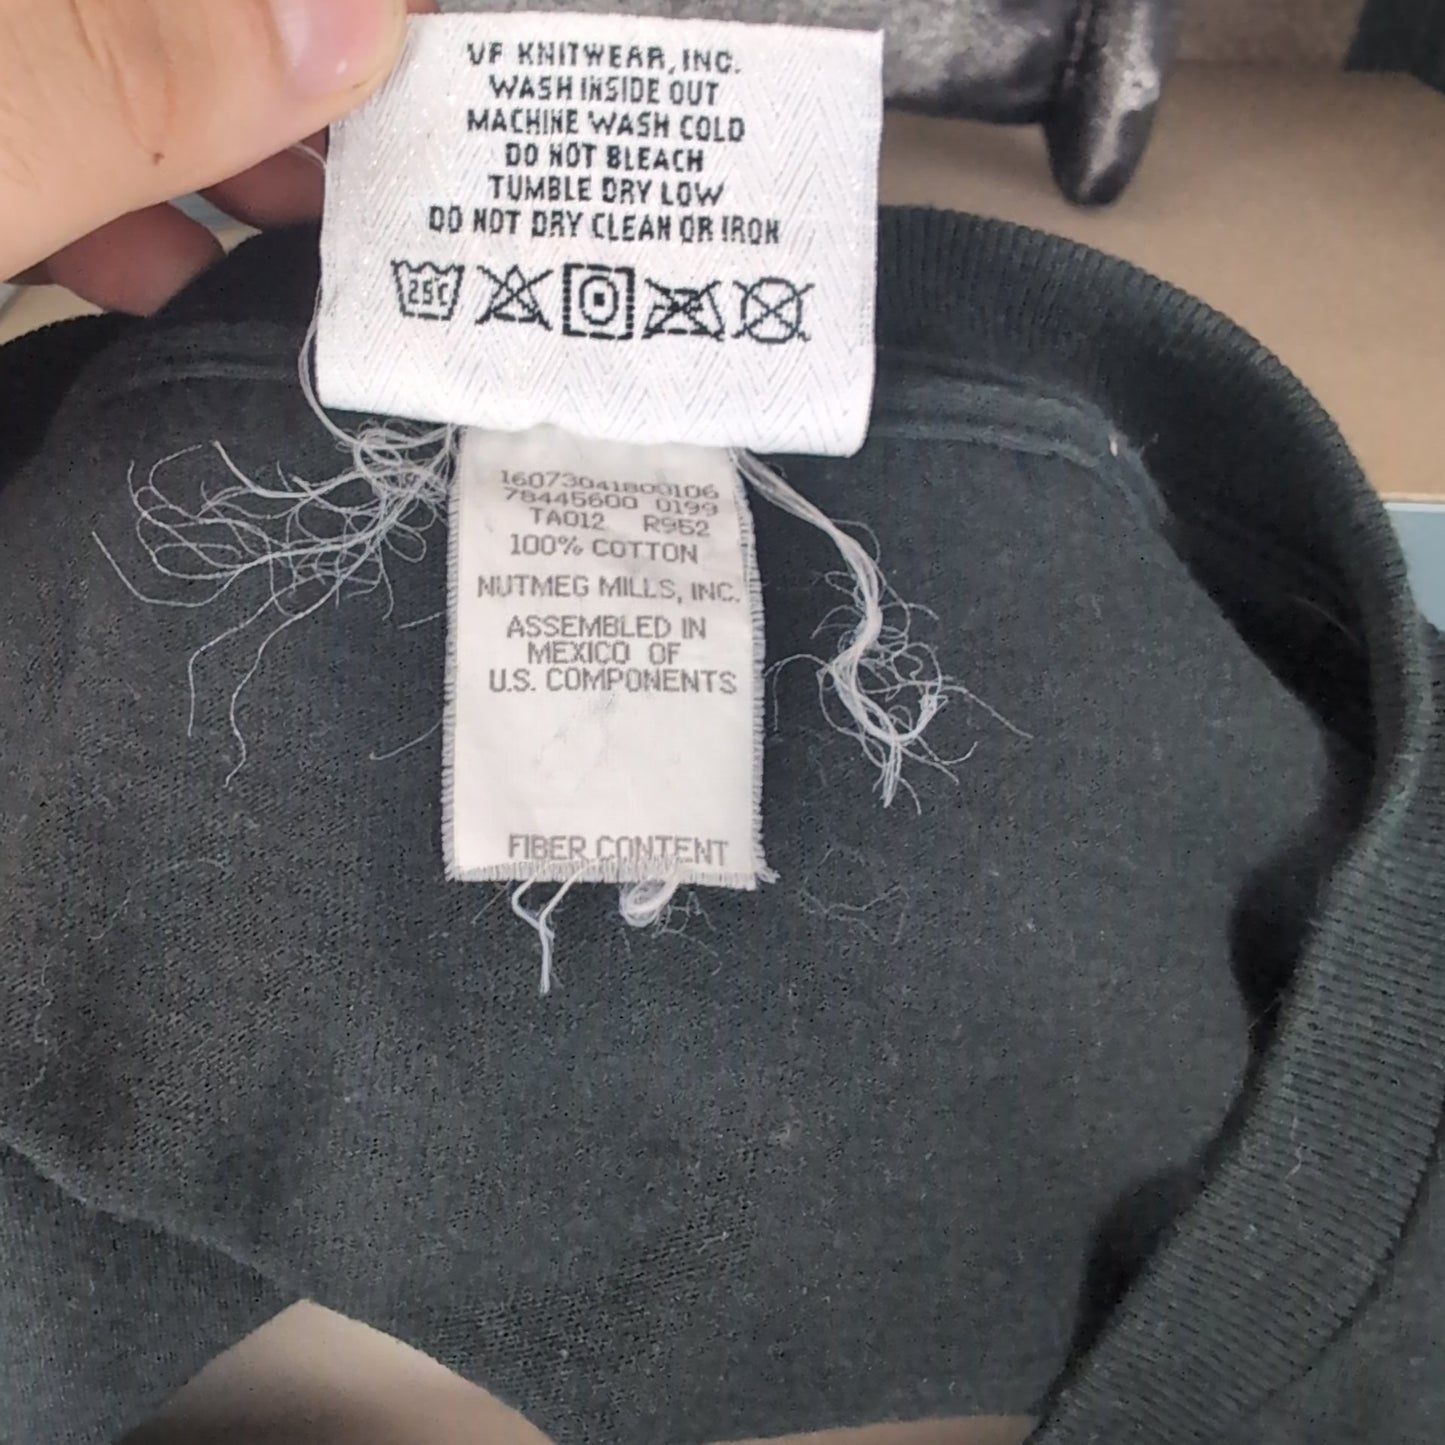 VF KNITWEAR, INC.
WASH INSIDE OUT
MACHINE WASH COLD
DO NOT BLEACH
TUMBLE DRY LOW
DO NOT DRY CLEAN OR IRON
25°C
16073041800106
78445600 0199
TA012 R952
100% COTTON
NUTMEG MILLS, INC.
ASSEMBLED IN
MEXICO OF
U.S. COMPONENTS
FIBER CONTENT